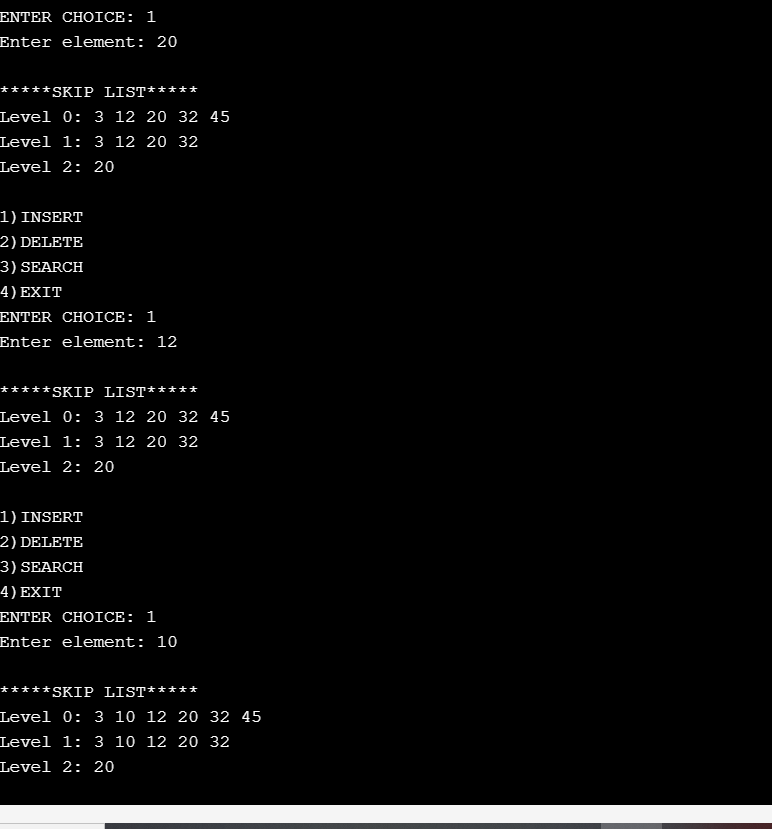 ENTER CHOICE: 1
Enter element: 20
*****SKIP LIST*****
Level 0: 3 12 20 32 45
Level 1: 3 12 20 32
Level 2: 20
1)INSERT
2)DELETE
3)SEARCH
4)EXIT
ENTER CHOICE: 1
Enter element: 12
*****SKIP LIST*****
Level 0: 3 12 20 32 45
Level 1: 3 12 20 32
Level 2: 20
1)INSERT
2)DELETE
3)SEARCH
4)EXIT
ENTER CHOICE: 1
Enter element: 10
*****SKIP LIST*****
Level 0: 3 10 12 20 32 45
Level 1: 3 10 12 20 32
Level 2: 20